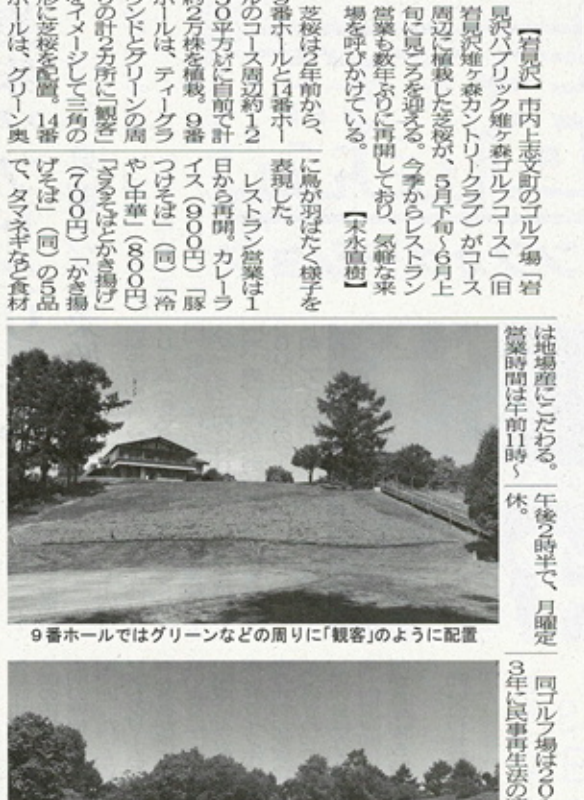 【岩見沢】市内上志文町のゴルフ場「岩
見沢パブリック雉ヶ森ゴルフコース」（旧
岩見沢雉ヶ森カントリークラブ）がコース
周辺に植栽した芝桜が、5月下旬〜6月上
旬に見ごろを迎える。今季からレストラン
営業も数年ぶりに再開しており、気軽な来
場を呼びかけている。
【末永直樹】
芝桜は2年前から、
9番ホールと14番ホー
ルのコース周辺約12
0平方㍍に自前で計
約2万株を植栽。9番
ホールは、ティーグラ
ンドとグリーンの周
りの計2カ所に「観客」
をイメージして三角の
形に芝桜を配置。14番
ホールは、グリーン奥
に鳥が羽ばたく様子を
表現した。
レストラン営業は1
日から再開。カレーラ
イス（900円）「豚
つけそば」（同）「冷
やし中華」（800円）
「ざるそばとかき揚げ」
（700円）「かき揚
げそば」（同）の5品
で、タマネギなど食材
は地場産にこだわる。
営業時間は午前11時〜
午後2時半で、月曜定
休。
同ゴルフ場は20
3年に民事再生法の
9番ホールではグリーンなどの周りに「観客」のように配置